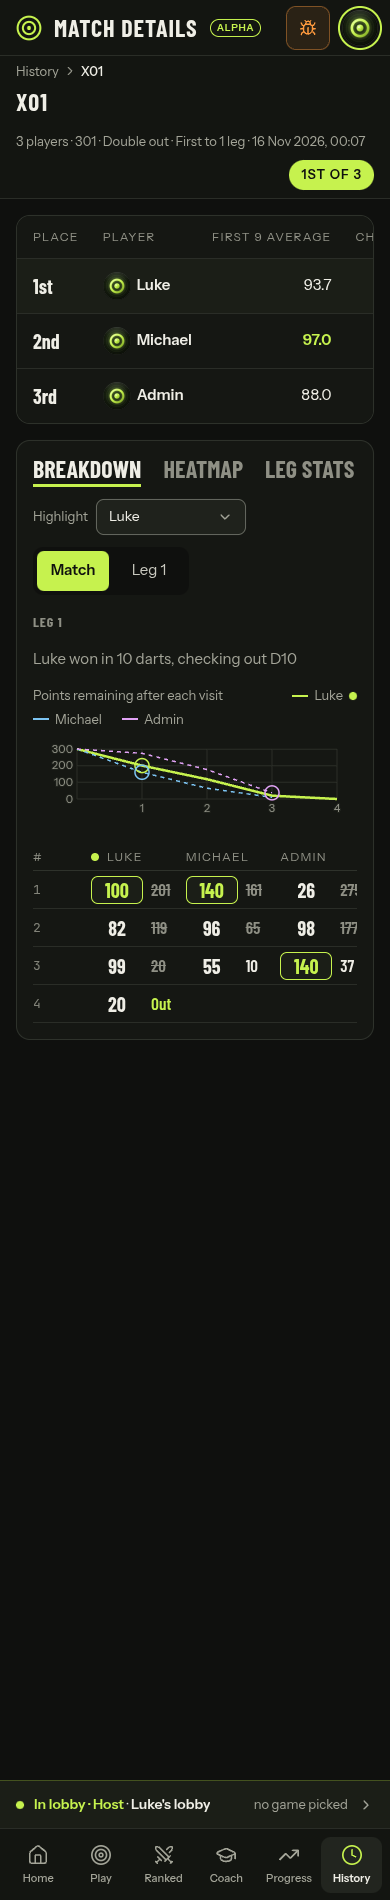 MATCH DETAILS ALPHA
History > X01
X01
3 players · 301 · Double out · First to 1 leg · 16 Nov 2026, 00:07
1ST OF 3
PLACE PLAYER FIRST 9 AVERAGE CH
1st Luke 93.7
2nd Michael 97.0
3rd Admin 88.0
BREAKDOWN HEATMAP LEG STATS
Highlight Luke
Match Leg 1
LEG 1
Luke won in 10 darts, checking out D10
Points remaining after each visit Luke
Michael Admin
300
200
100
0
1 2 3 4
# LUKE MICHAEL ADMIN
1 100 201 140 161 26 275
2 82 119 96 65 98 177
3 99 20 55 10 140 37
4 20 Out
In lobby · Host · Luke's lobby no game picked
Home Play Ranked Coach Progress History